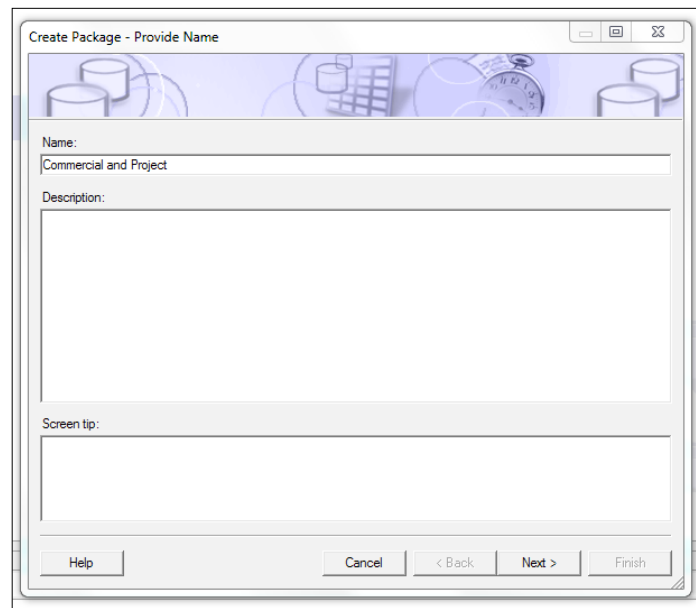 Create Package - Provide Name
Name:
Commercial and Project
Description:
Screen tip:
Help Cancel < Back Next > Finish